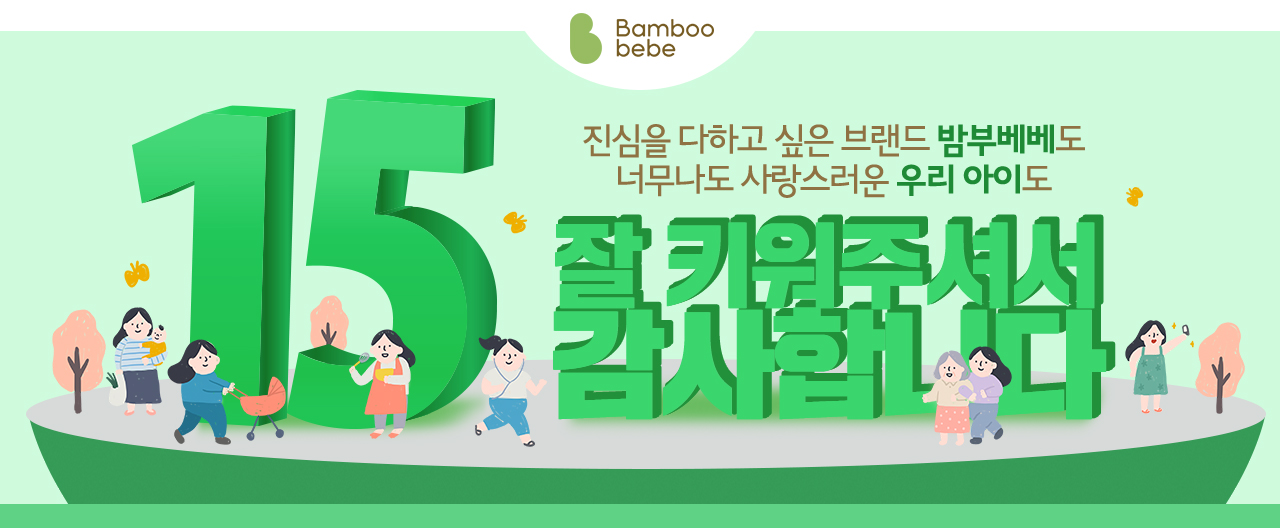 Bamboo
bebe
15
진심을 다하고 싶은 브랜드 밤부베베도
너무나도 사랑스러운 우리 아이도
잘 키워주셔서
감사합니다